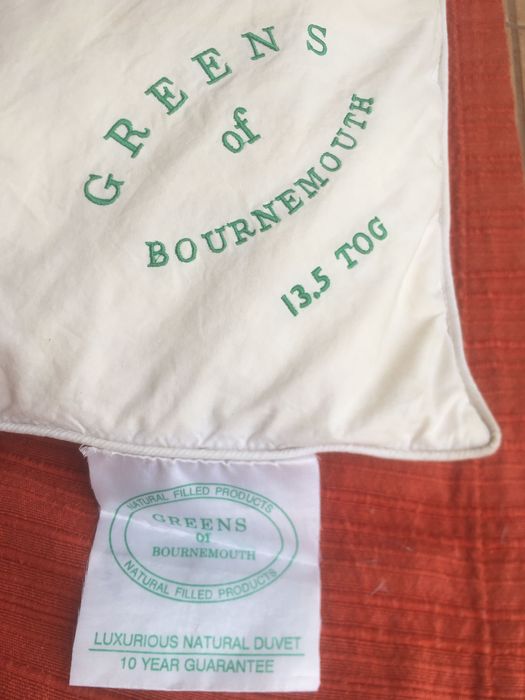 GREENS
of
BOURNEMOUTH
13.5 TOG
NATURAL FILLED PRODUCTS
GREENS
of
BOURNEMOUTH
NATURAL FILLED PRODUCTS
LUXURIOUS NATURAL DUVET
10 YEAR GUARANTEE